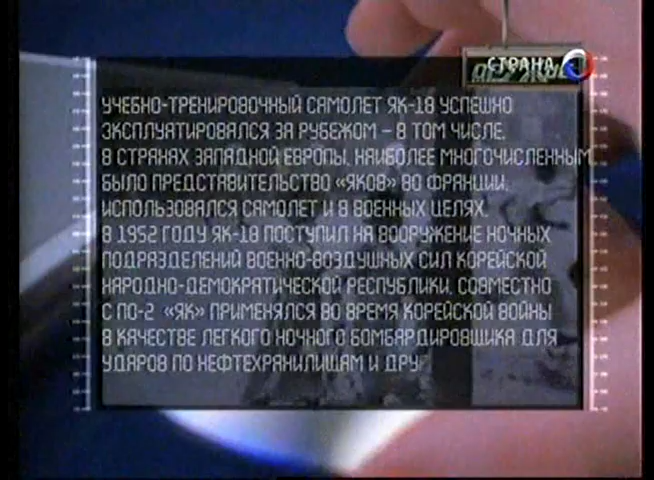 СТРАНА
УЧЕБНО-ТРЕНИРОВОЧНЫЙ САМОЛЕТ ЯК-18 УСПЕШНО
ЭКСПЛУАТИРОВАЛСЯ ЗА РУБЕЖОМ – В ТОМ ЧИСЛЕ,
В СТРАНАХ ЗАПАДНОЙ ЕВРОПЫ. НАИБОЛЕЕ МНОГОЧИСЛЕННЫМ
БЫЛО ПРЕДСТАВИТЕЛЬСТВО «ЯКОВ» ВО ФРАНЦИИ.
ИСПОЛЬЗОВАЛСЯ САМОЛЕТ И В ВОЕННЫХ ЦЕЛЯХ.
В 1952 ГОДУ ЯК-18 ПОСТУПИЛ НА ВООРУЖЕНИЕ НОЧНЫХ
ПОДРАЗДЕЛЕНИЙ ВОЕННО-ВОЗДУШНЫХ СИЛ КОРЕЙСКОЙ
НАРОДНО-ДЕМОКРАТИЧЕСКОЙ РЕСПУБЛИКИ. СОВМЕСТНО
С ПО-2 «ЯК» ПРИМЕНЯЛСЯ ВО ВРЕМЯ КОРЕЙСКОЙ ВОЙНЫ
В КАЧЕСТВЕ ЛЕГКОГО НОЧНОГО БОМБАРДИРОВЩИКА ДЛЯ
УДАРОВ ПО НЕФТЕХРАНИЛИЩАМ И ДРУГ